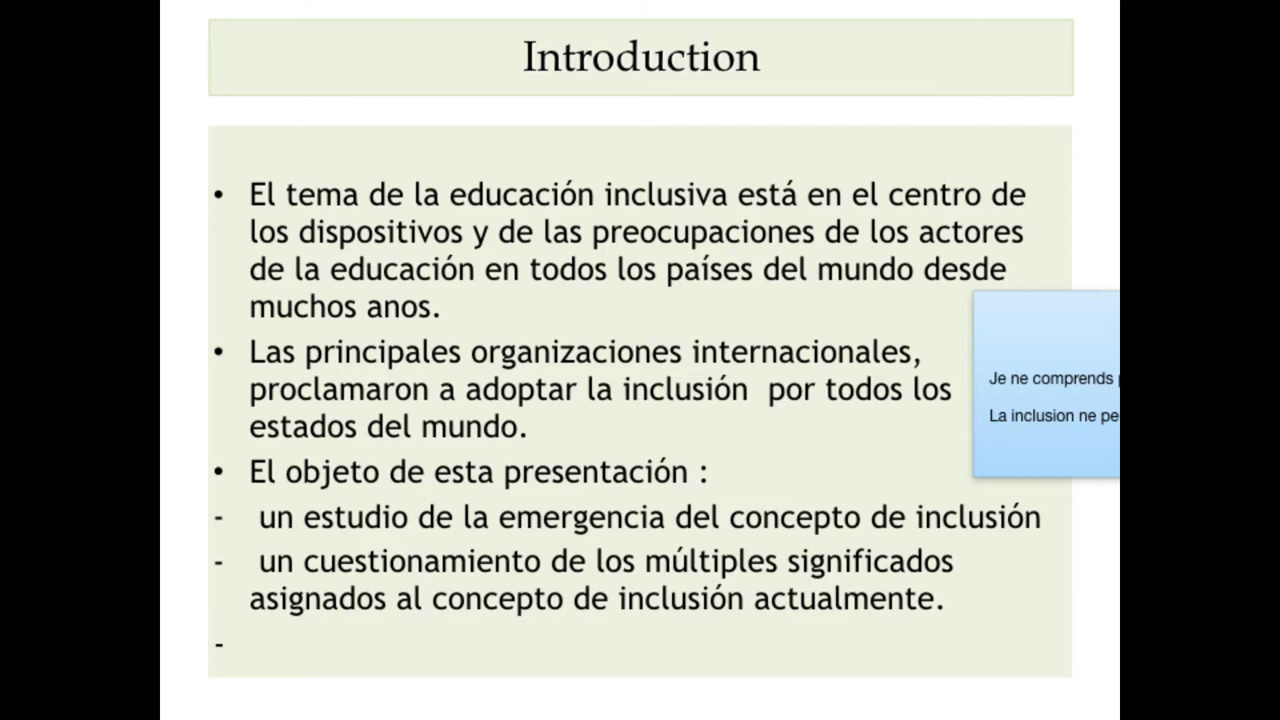 Introduction
• El tema de la educación inclusiva está en el centro de
los dispositivos y de las preocupaciones de los actores
de la educación en todos los países del mundo desde
muchos anos.
• Las principales organizaciones internacionales,
proclamaron a adoptar la inclusión por todos los
estados del mundo.
• El objeto de esta presentación :
- un estudio de la emergencia del concepto de inclusión
- un cuestionamiento de los múltiples significados
asignados al concepto de inclusión actualmente.
-
Je ne comprends
La inclusion ne